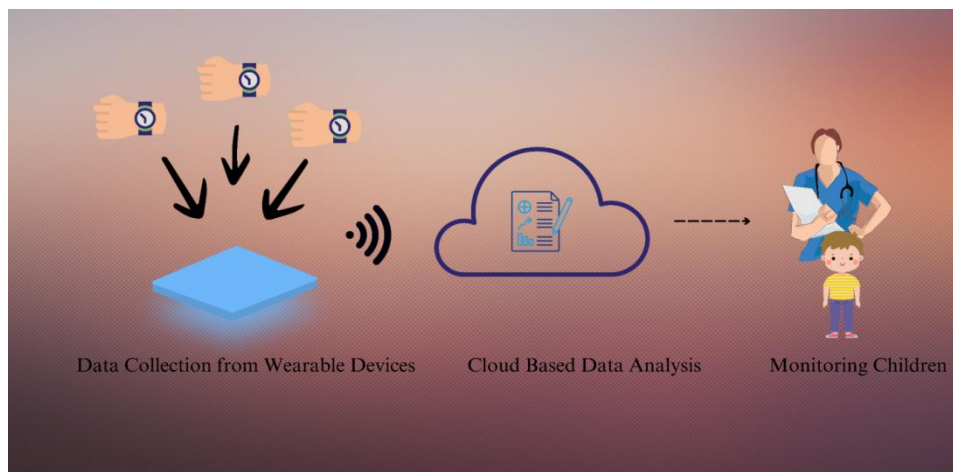 Data Collection from Wearable Devices
Cloud Based Data Analysis
Monitoring Children